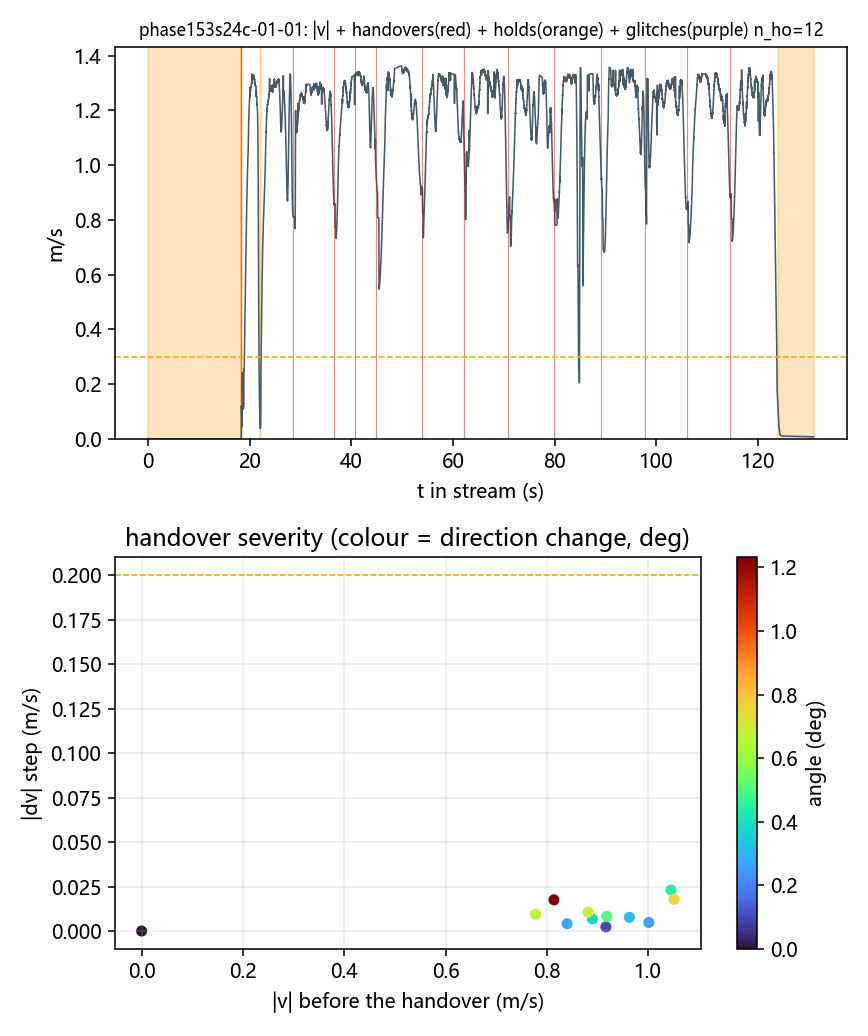 phase153s24c-01-01: |v| + handovers(red) + holds(orange) + glitches(purple) n_ho=12
1.4
1.2
1.0
0.8
0.6
0.4
0.2
0.0
m/s
0 20 40 60 80 100 120
t in stream (s)
handover severity (colour = direction change, deg)
0.200
0.175
0.150
0.125
0.100
0.075
0.050
0.025
0.000
|dv| step (m/s)
0.0 0.2 0.4 0.6 0.8 1.0
|v| before the handover (m/s)
1.2
1.0
0.8
0.6
0.4
0.2
0.0
angle (deg)